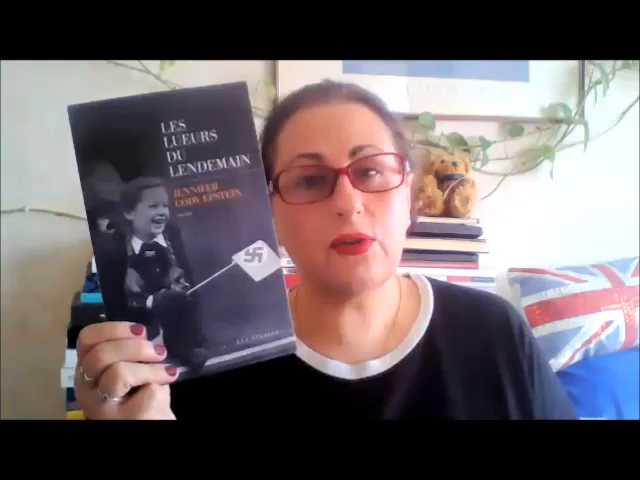 LES
LUEURS
DU
LENDEMAIN
JENNIFER
CODY EPSTEIN